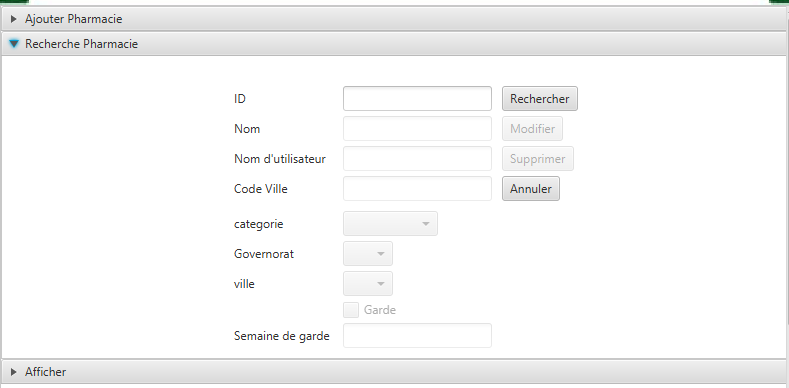 Ajouter Pharmacie
Recherche Pharmacie
ID Rechercher
Nom Modifier
Nom d'utilisateur Supprimer
Code Ville Annuler
categorie
Governorat
ville
Garde
Semaine de garde
Afficher